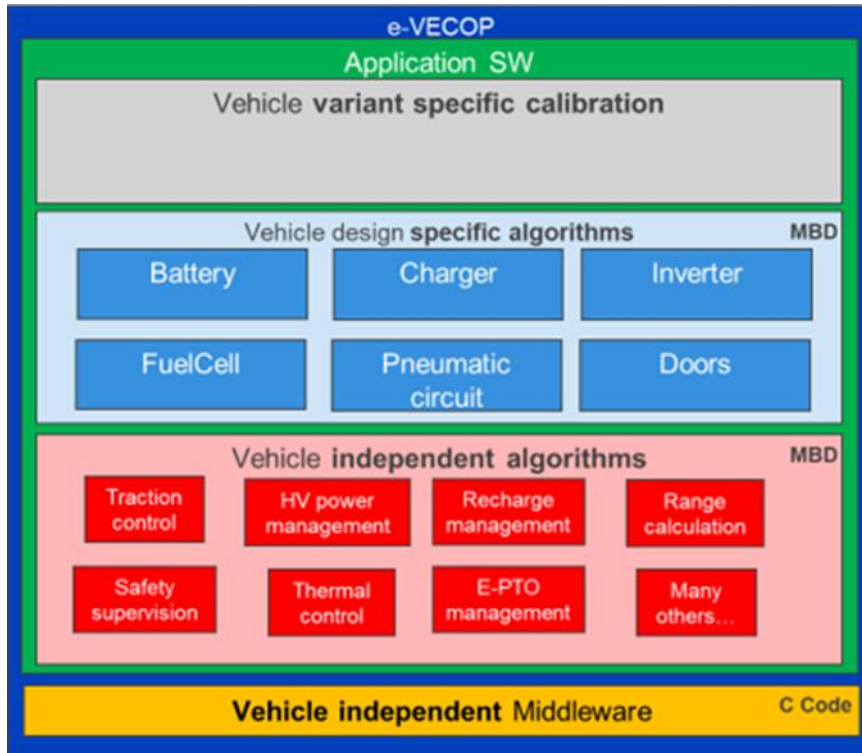 e-VECOP
Application SW
Vehicle variant specific calibration
Vehicle design specific algorithms
MBD
Battery
Charger
Inverter
FuelCell
Pneumatic
circuit
Doors
Vehicle independent algorithms
MBD
Traction
control
HV power
management
Recharge
management
Range
calculation
Safety
supervision
Thermal
control
E-PTO
management
Many
others...
Vehicle independent Middleware
C Code